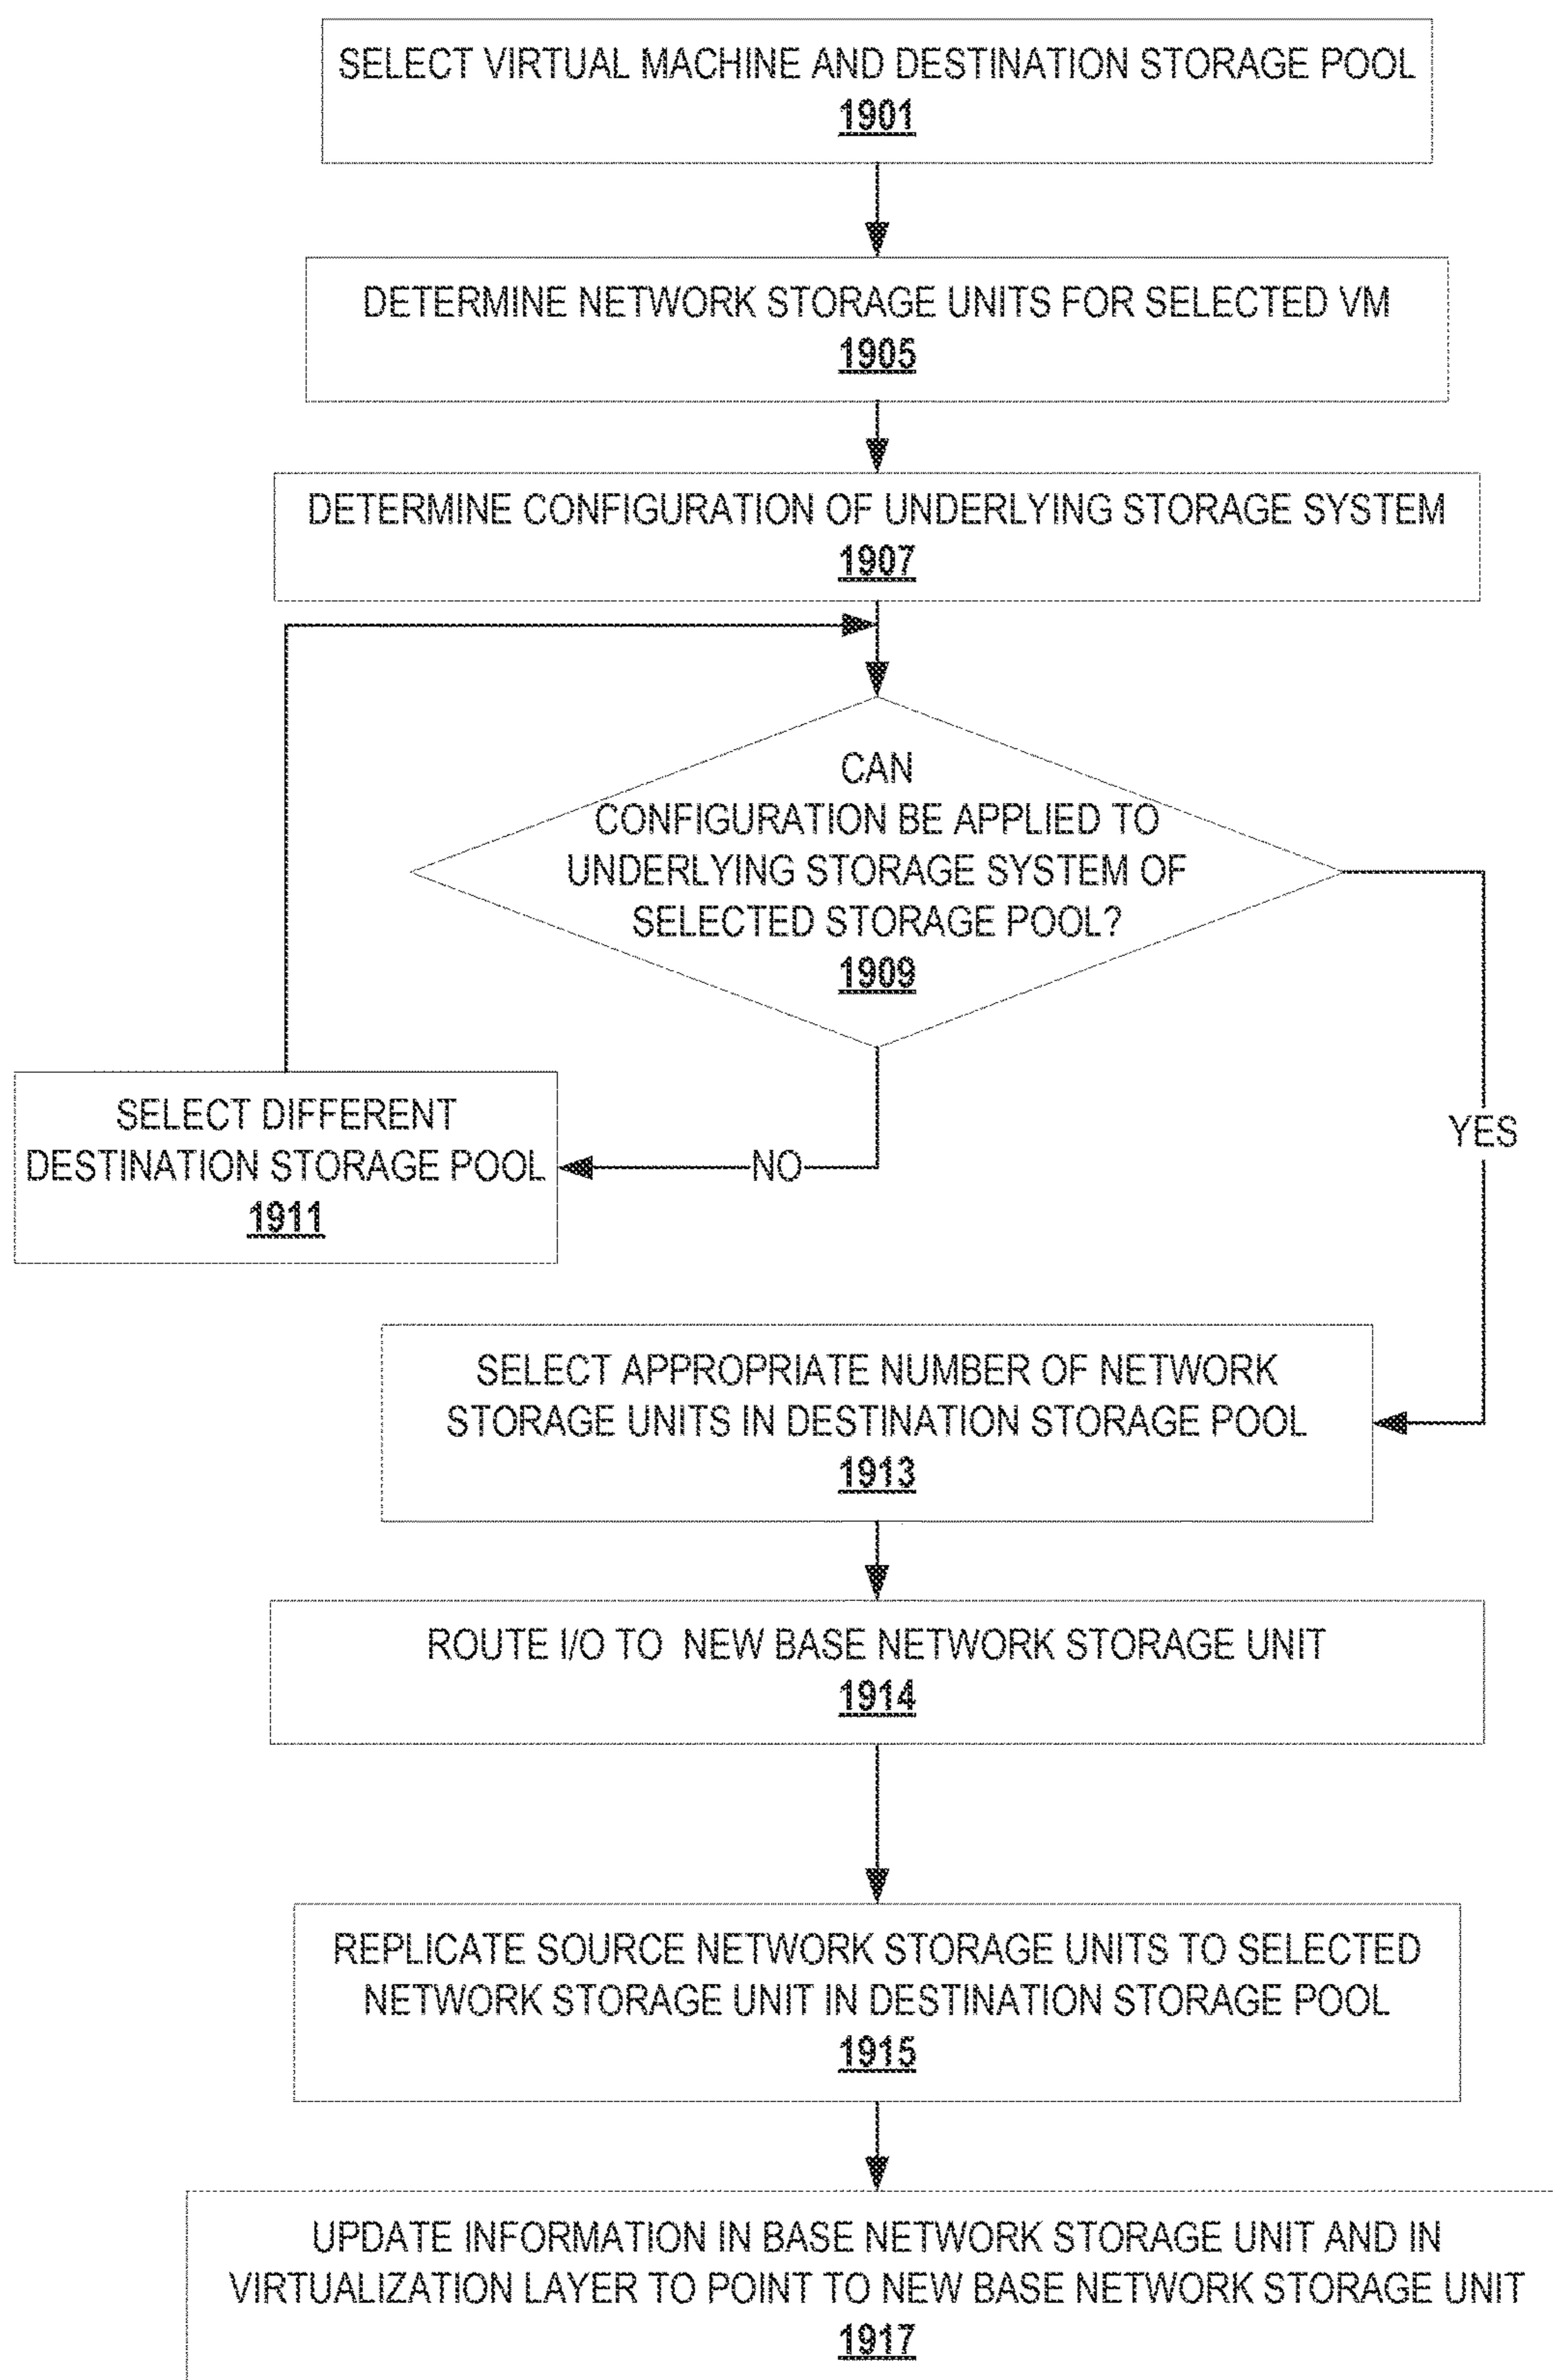 SELECT VIRTUAL MACHINE AND DESTINATION STORAGE POOL
1901
DETERMINE NETWORK STORAGE UNITS FOR SELECTED VM
1905
DETERMINE CONFIGURATION OF UNDERLYING STORAGE SYSTEM
1907
CAN
CONFIGURATION BE APPLIED TO
UNDERLYING STORAGE SYSTEM OF
SELECTED STORAGE POOL?
1909
SELECT DIFFERENT
DESTINATION STORAGE POOL
1911
NO
YES
SELECT APPROPRIATE NUMBER OF NETWORK
STORAGE UNITS IN DESTINATION STORAGE POOL
1913
ROUTE I/O TO NEW BASE NETWORK STORAGE UNIT
1914
REPLICATE SOURCE NETWORK STORAGE UNITS TO SELECTED
NETWORK STORAGE UNIT IN DESTINATION STORAGE POOL
1915
UPDATE INFORMATION IN BASE NETWORK STORAGE UNIT AND IN
VIRTUALIZATION LAYER TO POINT TO NEW BASE NETWORK STORAGE UNIT
1917